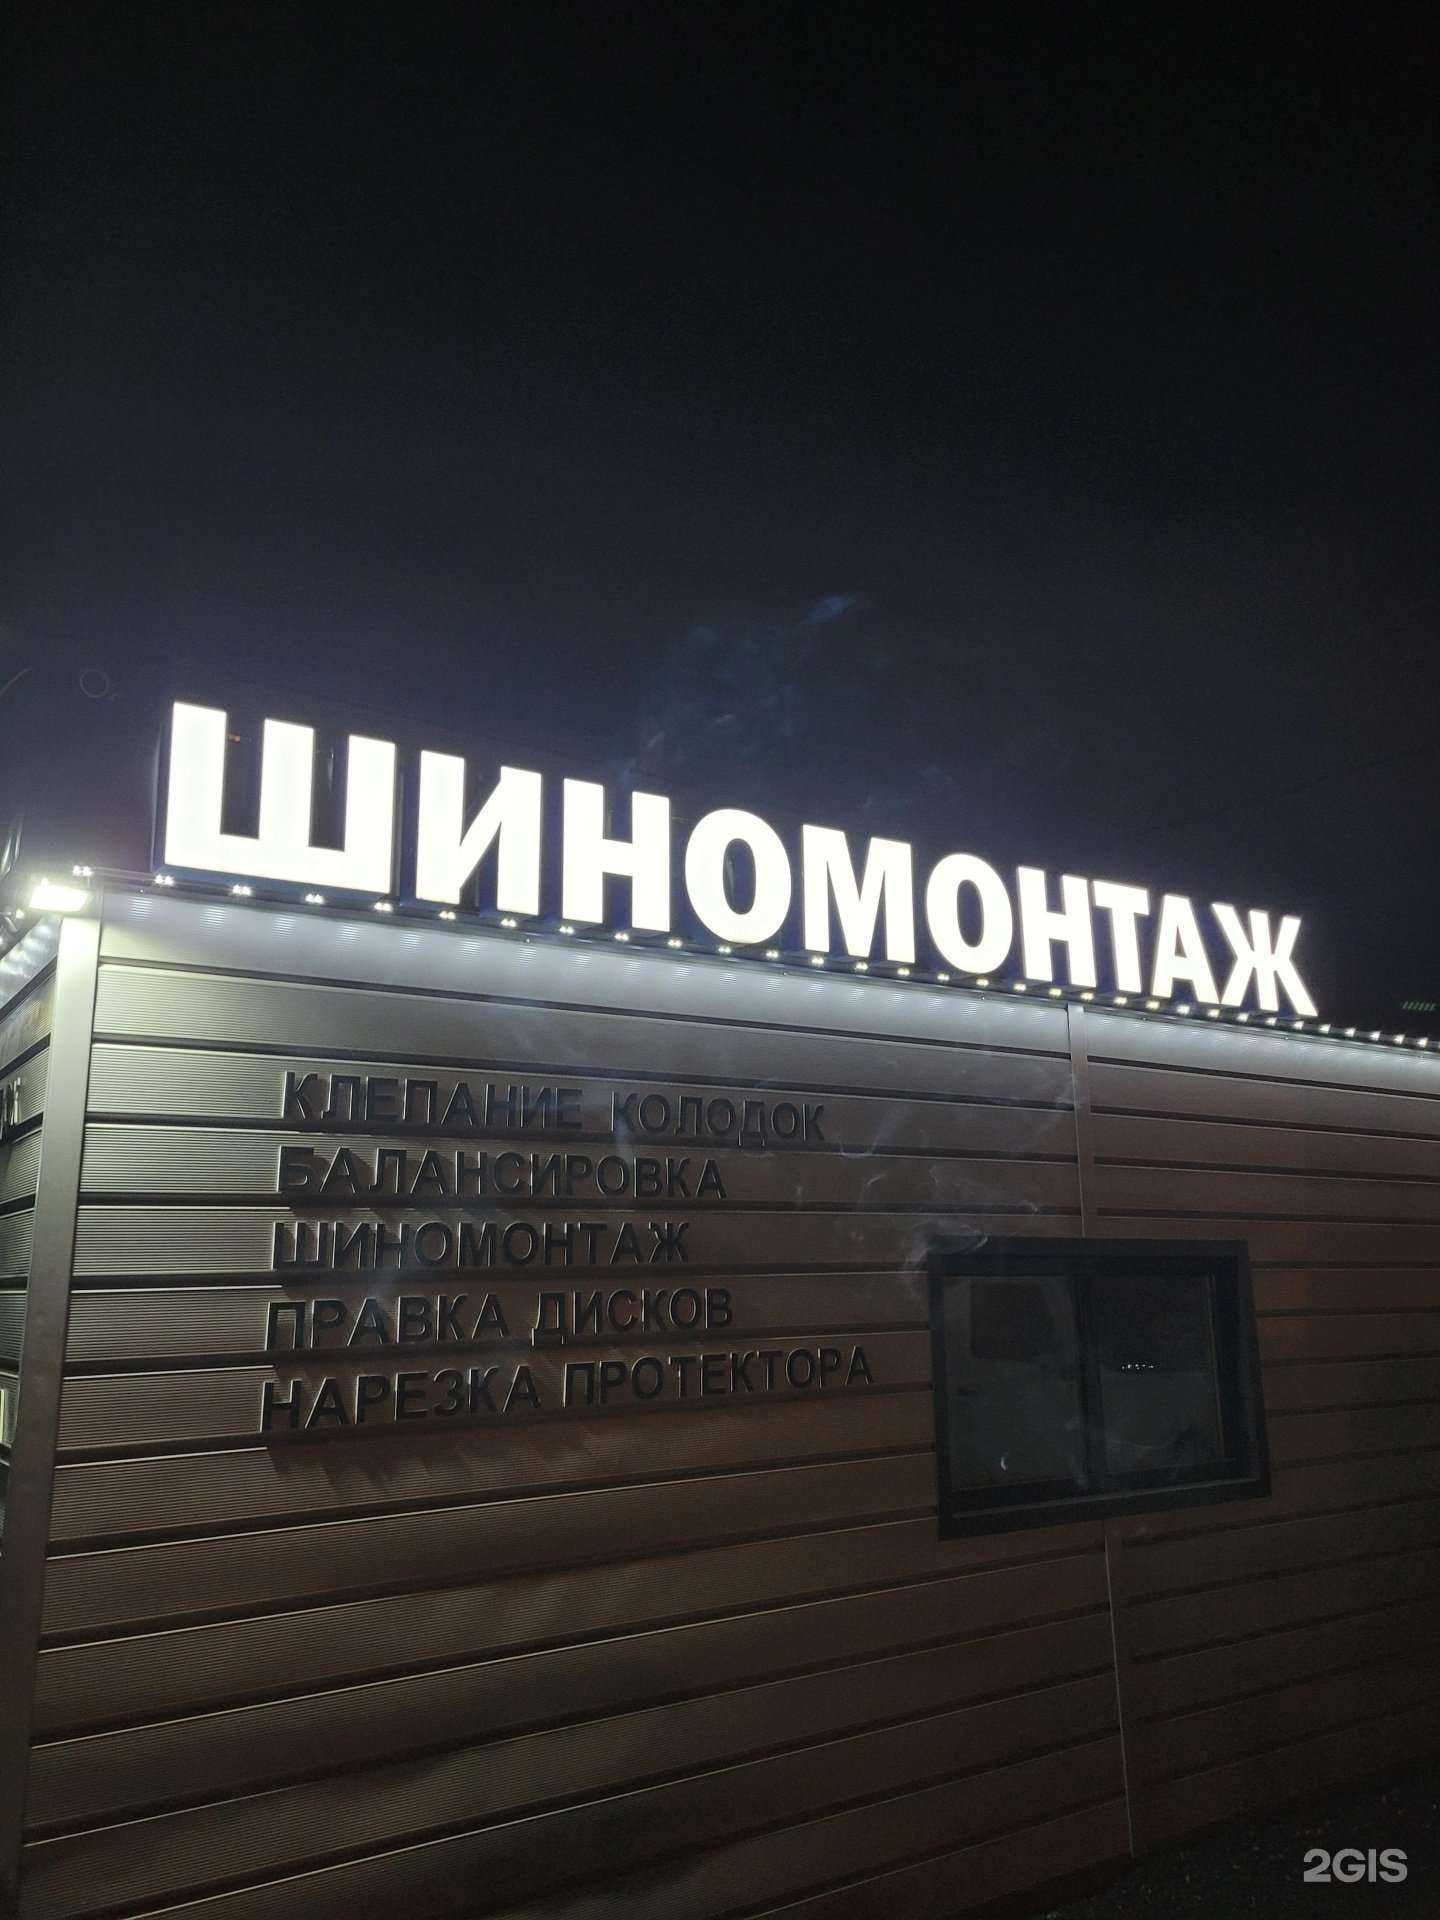 ШИНОМОНТАЖ
КЛЕПАНИЕ КОЛОДОК
БАЛАНСИРОВКА
ШИНОМОНТАЖ
ПРАВКА ДИСКОВ
НАРЕЗКА ПРОТЕКТОРА
2GIS